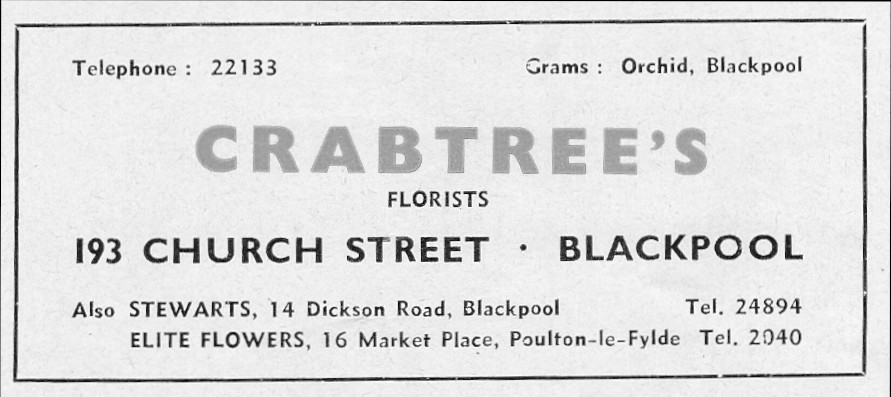 Telephone : 22133 Grams : Orchid, Blackpool
CRABTREE'S
FLORISTS
193 CHURCH STREET · BLACKPOOL
Also STEWARTS, 14 Dickson Road, Blackpool Tel. 24894
ELITE FLOWERS, 16 Market Place, Poulton-le-Fylde Tel. 2040